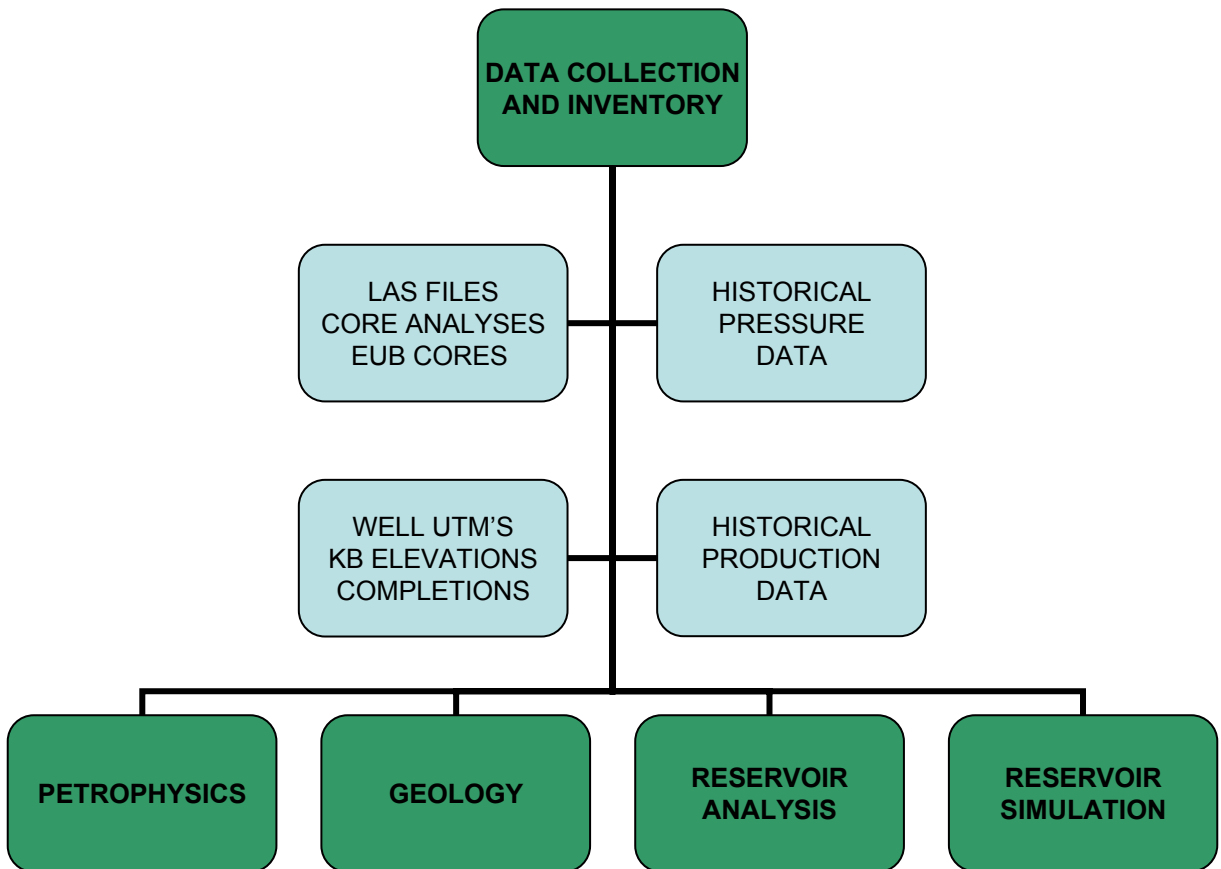 DATA COLLECTION
AND INVENTORY
LAS FILES
CORE ANALYSES
EUB CORES
HISTORICAL
PRESSURE
DATA
WELL UTM’S
KB ELEVATIONS
COMPLETIONS
HISTORICAL
PRODUCTION
DATA
PETROPHYSICS
GEOLOGY
RESERVOIR
ANALYSIS
RESERVOIR
SIMULATION